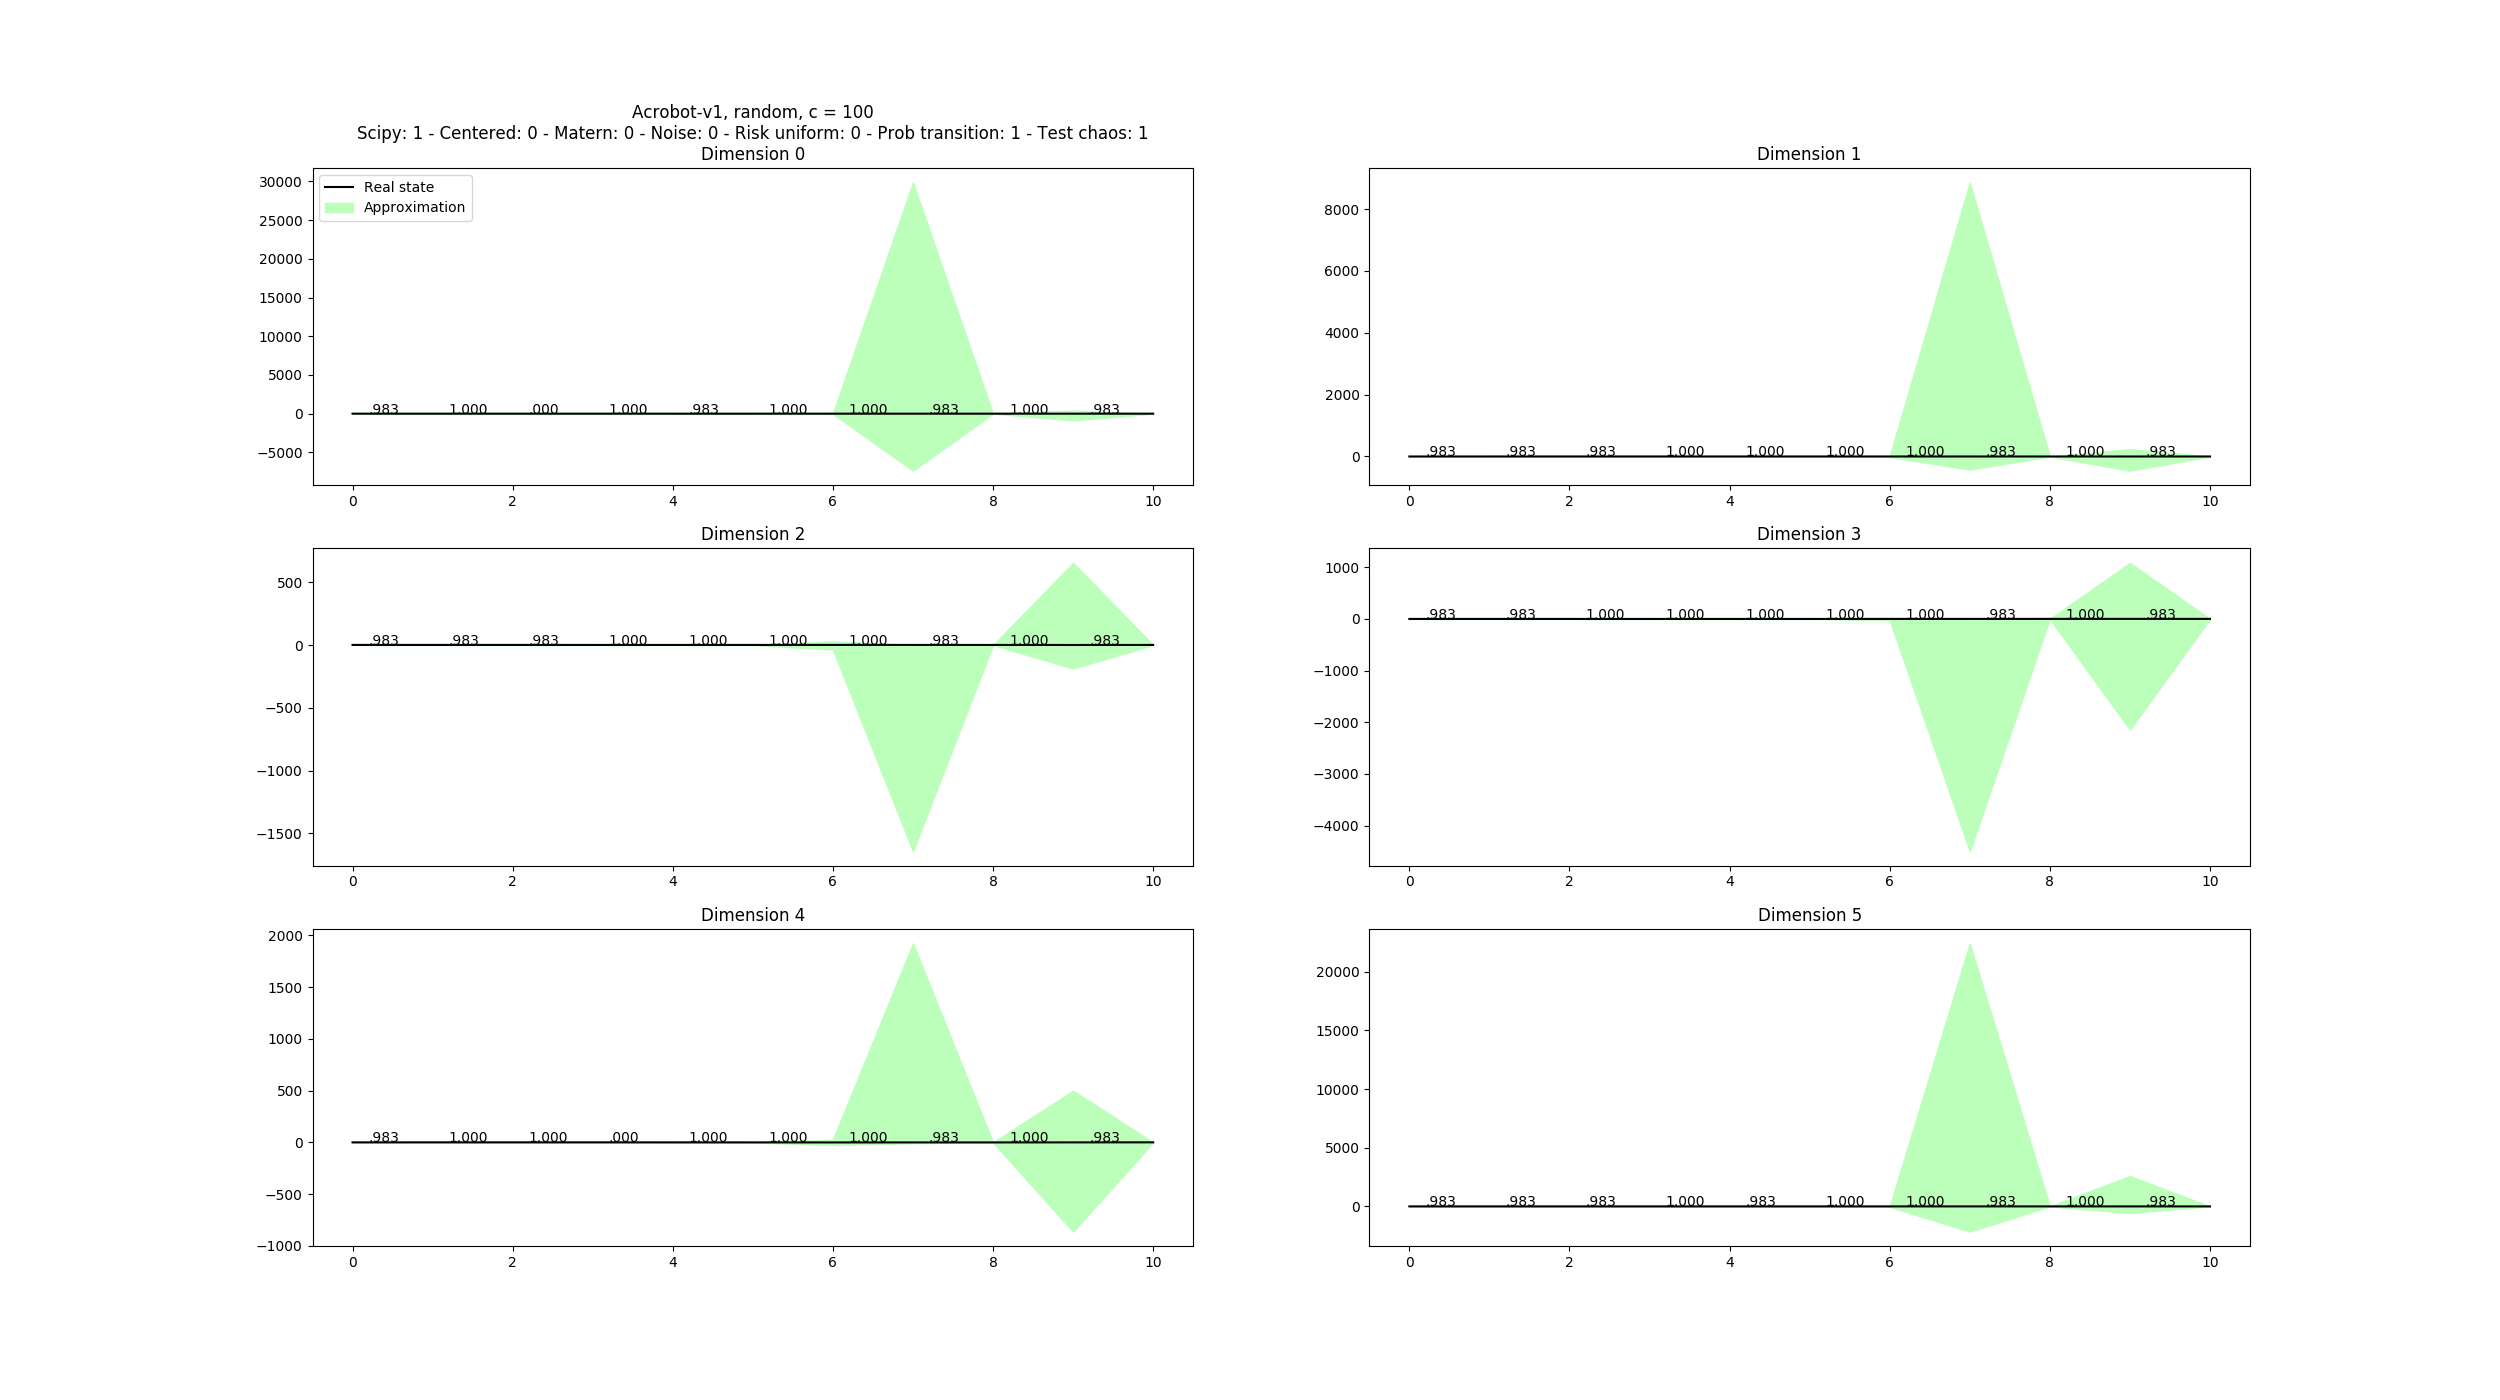 Acrobot-v1, random, c = 100
Scipy: 1 - Centered: 0 - Matern: 0 - Noise: 0 - Risk uniform: 0 - Prob transition: 1 - Test chaos: 1
Dimension 0
Real state
Approximation
30000
25000
20000
15000
10000
5000
0
−5000
.983 1.000 .000 1.000 .983 1.000 1.000 .983 1.000 .983
0 2 4 6 8 10
Dimension 1
8000
6000
4000
2000
0
.983 .983 .983 1.000 1.000 1.000 1.000 .983 1.000 .983
0 2 4 6 8 10
Dimension 2
500
0
−500
−1000
−1500
.983 .983 .983 1.000 1.000 1.000 1.000 .983 1.000 .983
0 2 4 6 8 10
Dimension 3
1000
0
−1000
−2000
−3000
−4000
.983 .983 1.000 1.000 1.000 1.000 1.000 .983 1.000 .983
0 2 4 6 8 10
Dimension 4
2000
1500
1000
500
0
−500
−1000
.983 1.000 1.000 .000 1.000 1.000 1.000 .983 1.000 .983
0 2 4 6 8 10
Dimension 5
20000
15000
10000
5000
0
.983 .983 .983 1.000 .983 1.000 1.000 .983 1.000 .983
0 2 4 6 8 10